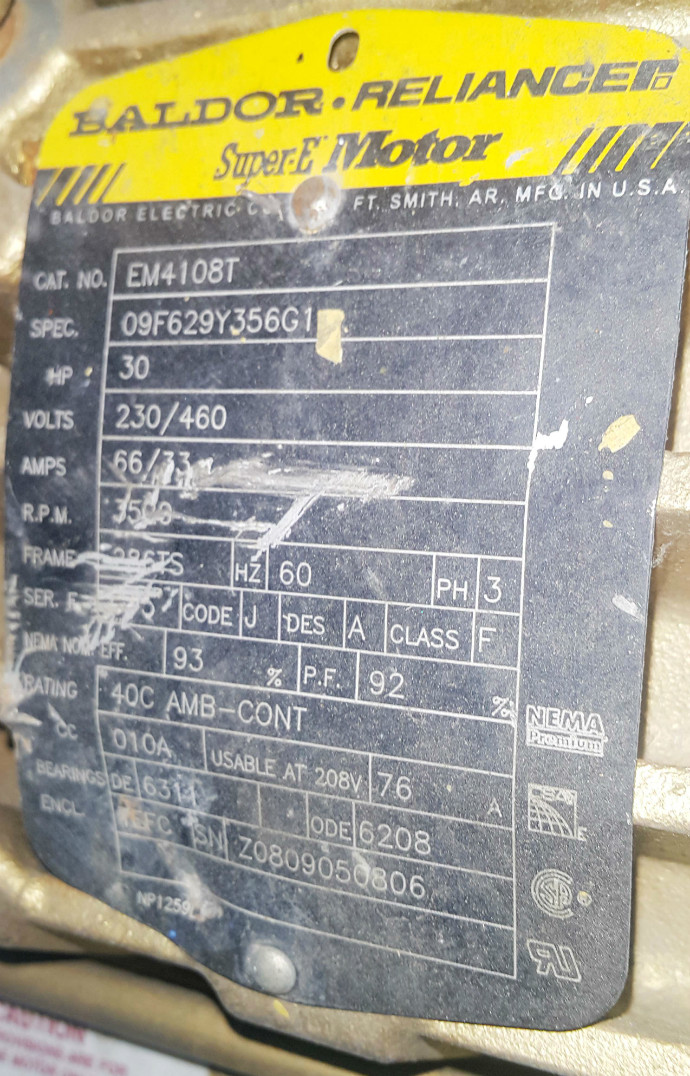 BALDOR • RELIANCE
Super-E Motor
BALDOR ELECTRIC FT. SMITH, AR. MFG. IN U.S.A.
CAT. NO. EM4108T
SPEC. 09F629Y356G1
HP 30
VOLTS 230/460
AMPS 66/33
R.P.M.
FRAME HZ 60 PH 3
SER. F. CODE J DES A CLASS F
NEMA NOM. EFF. 93 % P.F. 92 %
RATING 40C AMB-CONT
CC 010A USABLE AT 208V 76 A
BEARINGS DE ODE 6208
ENCL. TEFC SN Z0809050806
NEMA
Premium